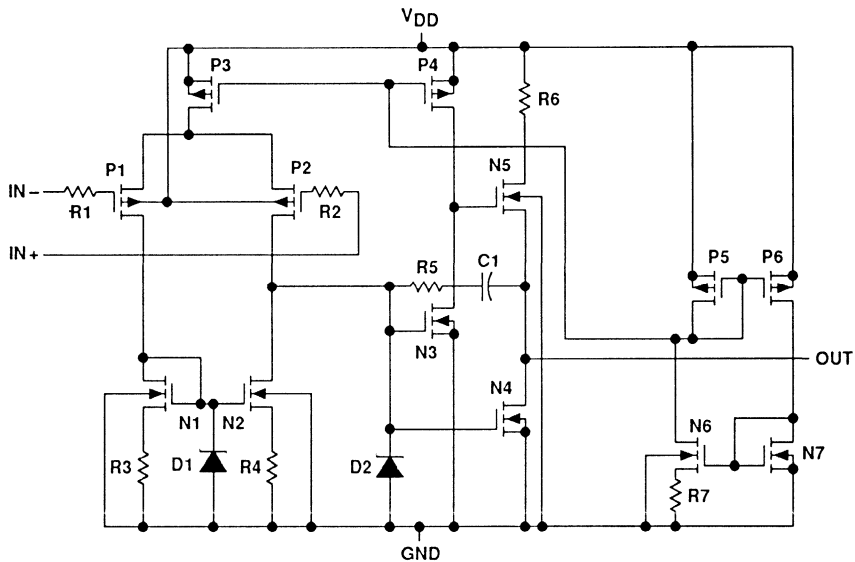 VDD
P3
P4
R6
P1
P2
N5
IN–
R1
R2
IN+
R5
C1
P5
P6
N3
OUT
N1
N2
N4
N6
N7
R3
D1
R4
D2
R7
GND